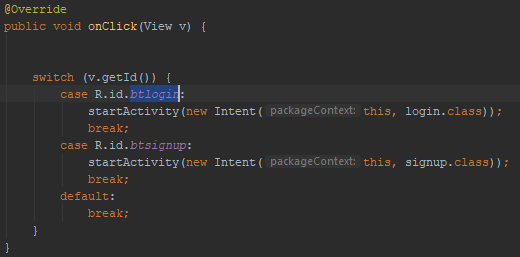 @Override
public void onClick(View v) {
switch (v.getId()) {
case R.id.btlogin:
startActivity(new Intent( packageContext: this, login.class));
break;
case R.id.btsignup:
startActivity(new Intent( packageContext: this, signup.class));
break;
default:
break;
}
}